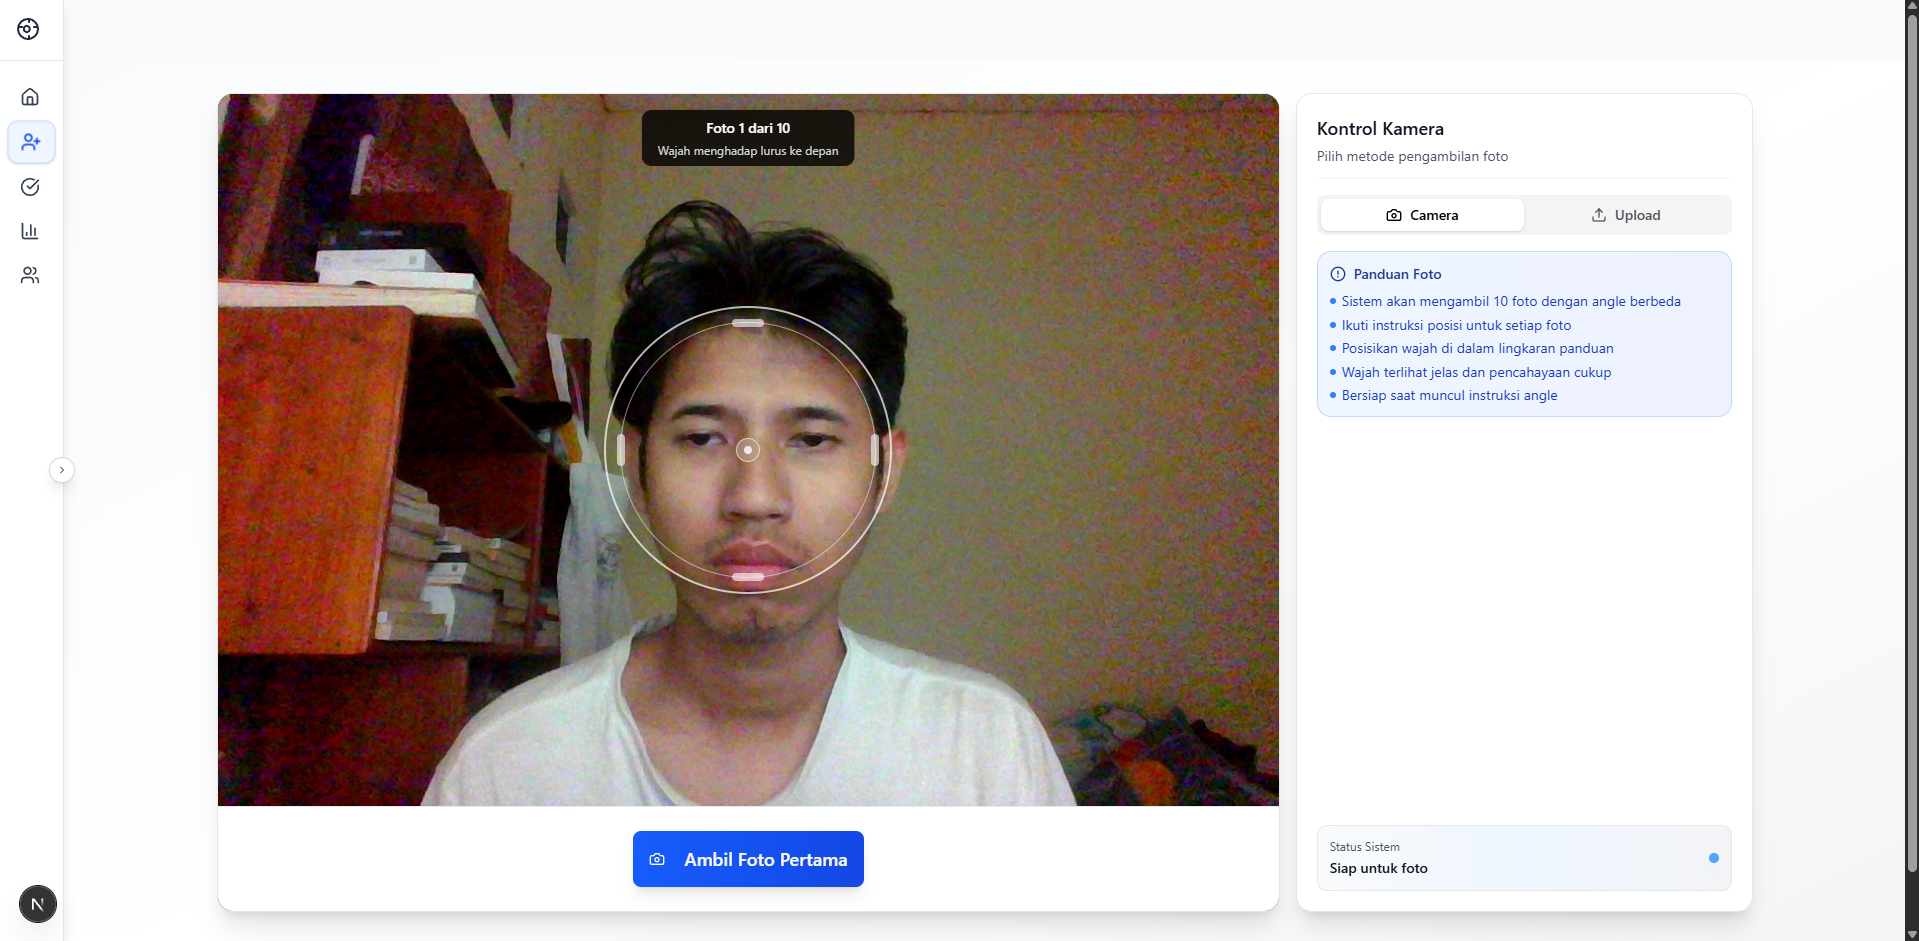 Foto 1 dari 10
Wajah menghadap lurus ke depan
Ambil Foto Pertama
Kontrol Kamera
Pilih metode pengambilan foto
Camera
Upload
Panduan Foto
Sistem akan mengambil 10 foto dengan angle berbeda
Ikuti instruksi posisi untuk setiap foto
Posisikan wajah di dalam lingkaran panduan
Wajah terlihat jelas dan pencahayaan cukup
Bersiap saat muncul instruksi angle
Status Sistem
Siap untuk foto
N